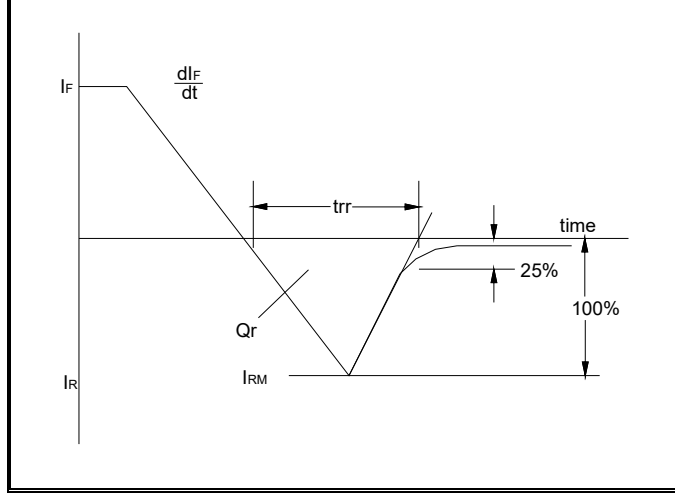 IF
dIF
dt
trr
time
25%
100%
Qr
IRM
IR